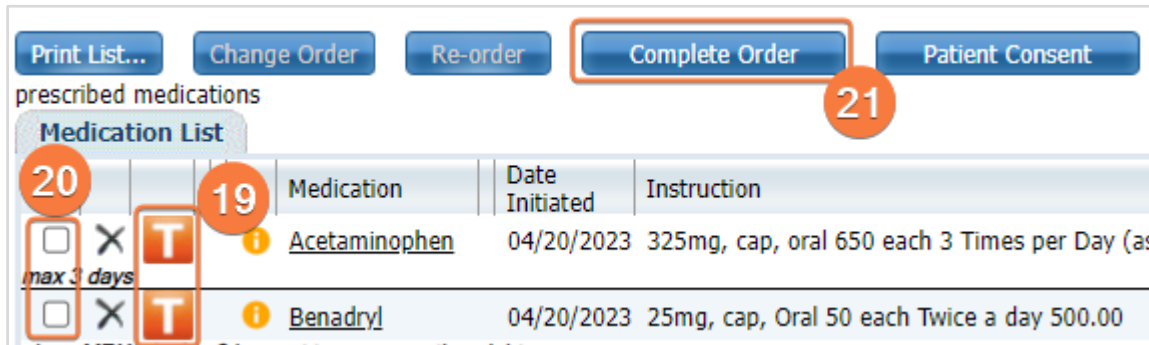 Print List... Change Order Re-order Complete Order Patient Consent
21
prescribed medications
Medication List
20 19 Medication Date Initiated Instruction
T Acetaminophen 04/20/2023 325mg, cap, oral 650 each 3 Times per Day (as
max 3 days
T Benadryl 04/20/2023 25mg, cap, Oral 50 each Twice a day 500.00